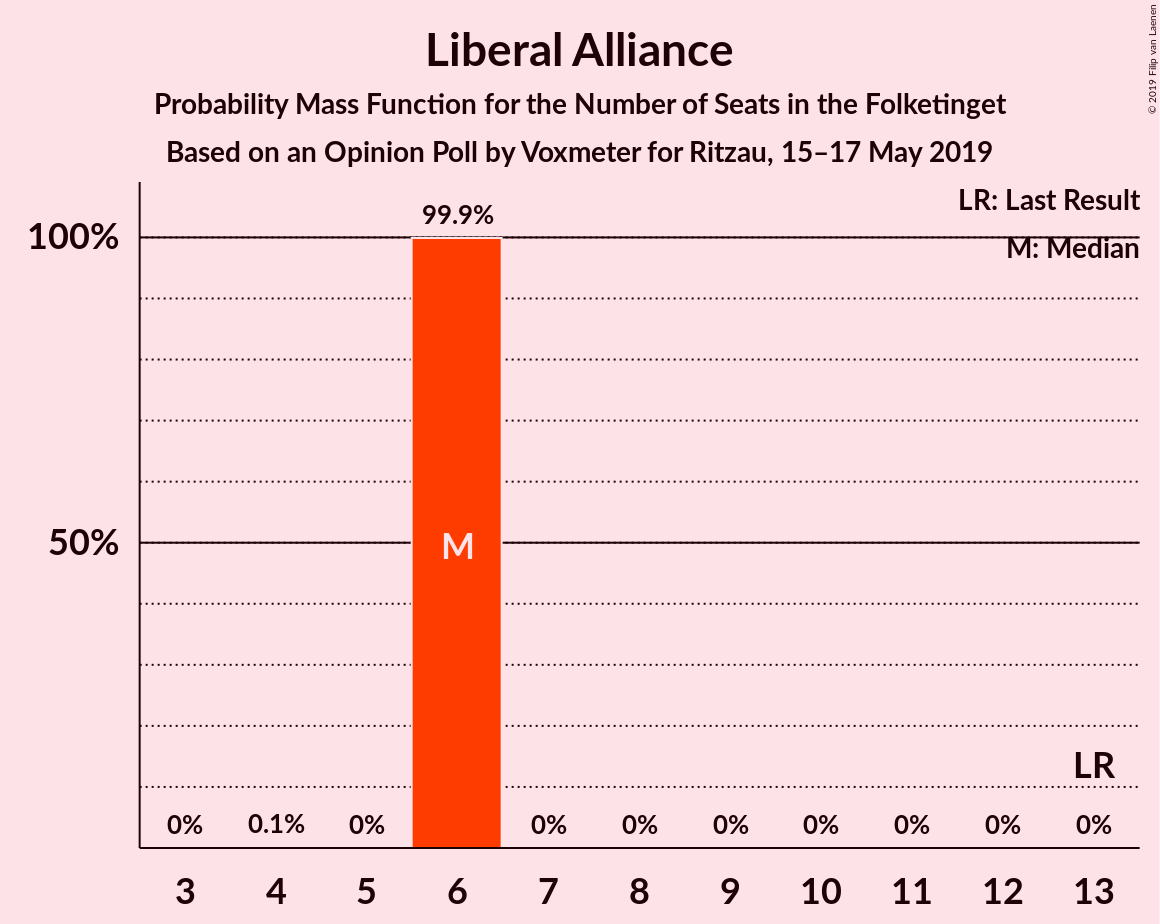 Liberal Alliance
Probability Mass Function for the Number of Seats in the Folketinget
Based on an Opinion Poll by Voxmeter for Ritzau, 15–17 May 2019
© 2019 Filip van Laenen
LR: Last Result
M: Median
99.9%
100%
50%
M
LR
0% 0.1% 0% 0% 0% 0% 0% 0% 0% 0%
3 4 5 6 7 8 9 10 11 12 13